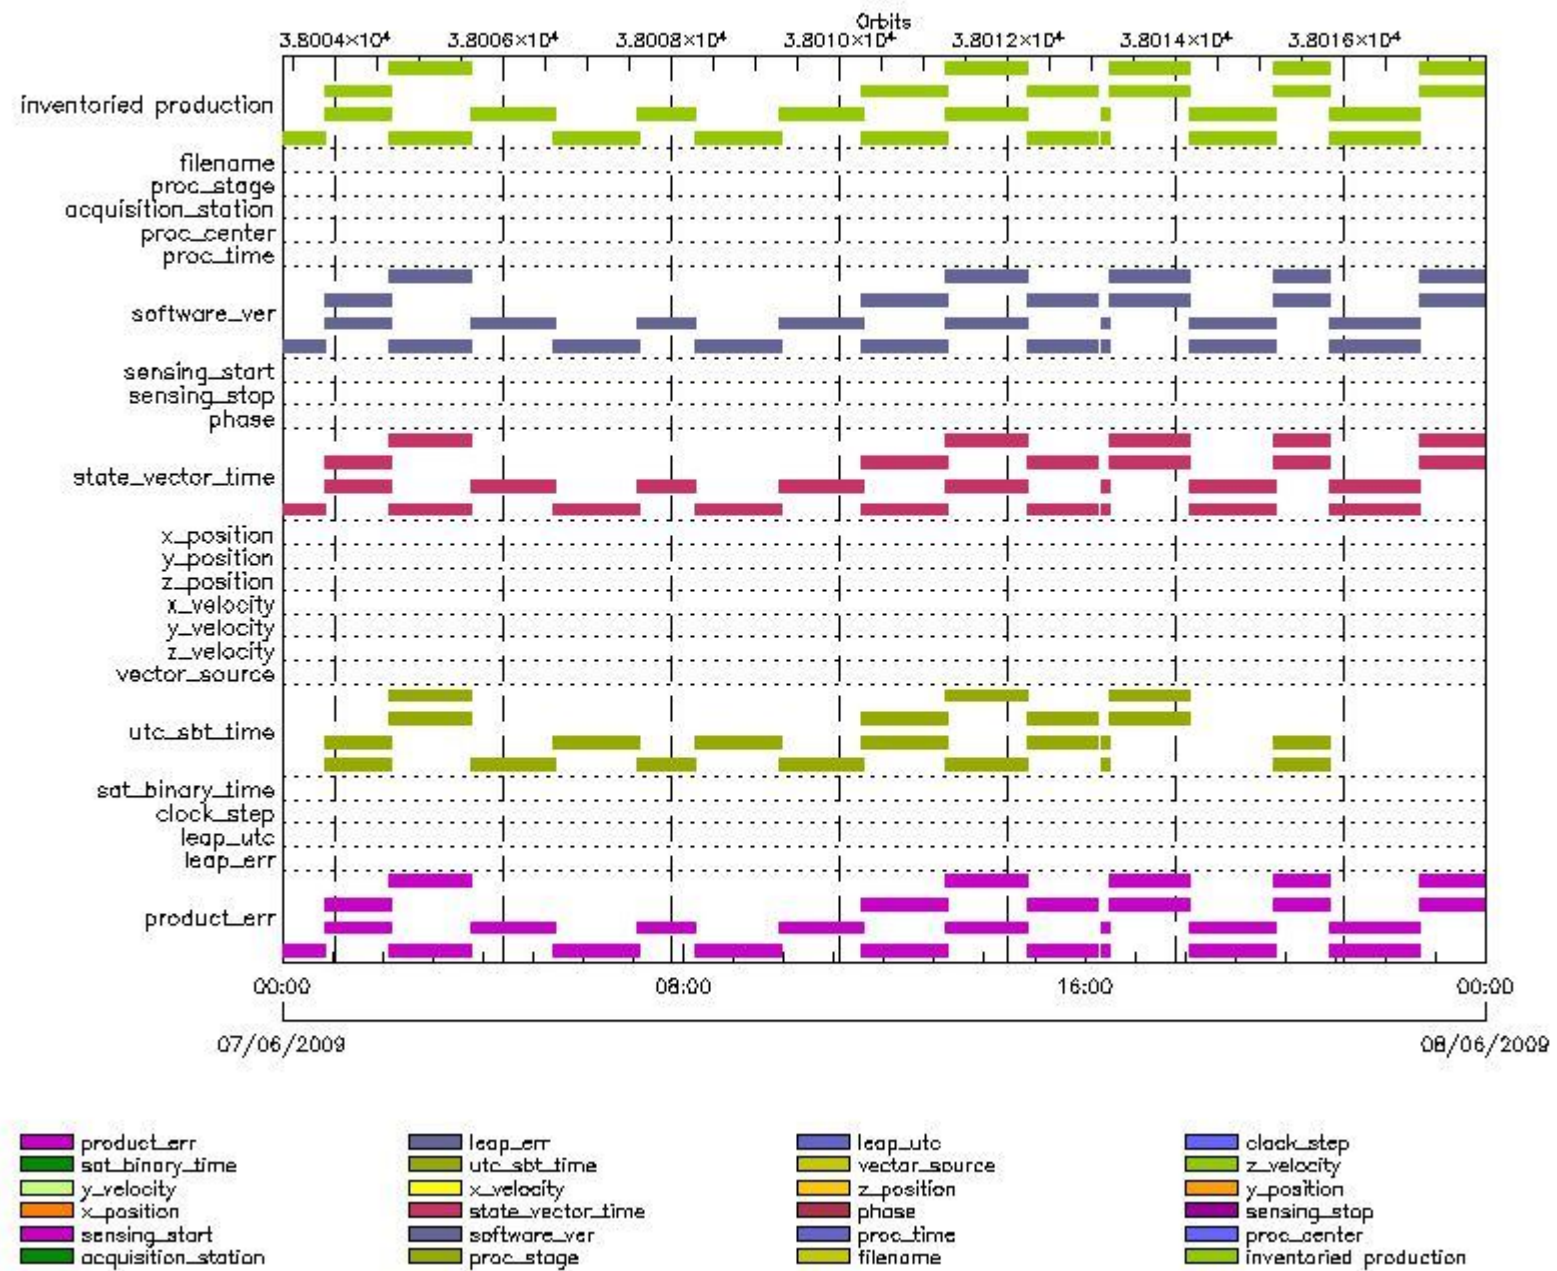 Orbits
3.8004×10⁴ 3.8006×10⁴ 3.8008×10⁴ 3.8010×10⁴ 3.8012×10⁴ 3.8014×10⁴ 3.8016×10⁴
inventoried production
filename
proc_stage
acquisition_station
proc_center
proc_time
software_ver
sensing_start
sensing_stop
phase
state_vector_time
x_position
y_position
z_position
x_velocity
y_velocity
z_velocity
vector_source
utc_sbt_time
sat_binary_time
clock_step
leap_utc
leap_err
product_err
00:00 08:00 16:00 00:00
07/06/2009 08/06/2009
product_err leap_err leap_utc clock_step
sat_binary_time utc_sbt_time vector_source z_velocity
y_velocity x_velocity z_position y_position
x_position state_vector_time phase sensing_stop
sensing_start software_ver proc_time proc_center
acquisition_station proc_stage filename inventoried production